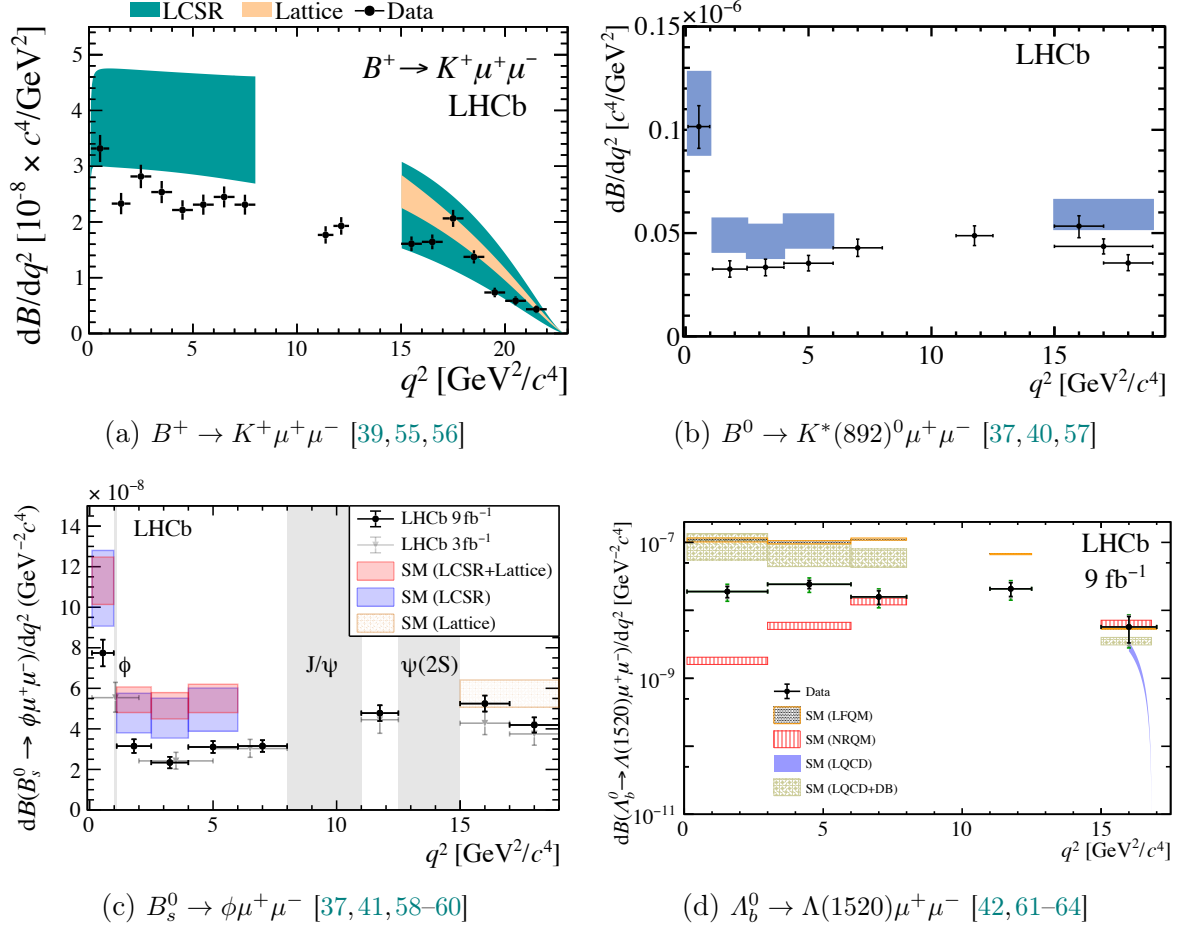 LCSR Lattice Data
B⁺ → K⁺μ⁺μ⁻
LHCb
dB/dq² [10⁻⁸ × c⁴/GeV²]
5
4
3
2
1
0
0 5 10 15 20
q² [GeV²/c⁴]
(a) B⁺ → K⁺μ⁺μ⁻ [39, 55, 56]
×10⁻⁶
LHCb
dB/dq² [c⁴/GeV²]
0.15
0.1
0.05
0
0 5 10 15
q² [GeV²/c⁴]
(b) B⁰ → K*(892)⁰μ⁺μ⁻ [37, 40, 57]
× 10⁻⁸
LHCb
LHCb 9 fb⁻¹
LHCb 3 fb⁻¹
SM (LCSR+Lattice)
SM (LCSR)
SM (Lattice)
ϕ J/ψ ψ(2S)
dB(B⁰ₛ → ϕμ⁺μ⁻)/dq² (GeV⁻²c⁴)
14
12
10
8
6
4
2
0
0 5 10 15
q² [GeV²/c⁴]
(c) B⁰ₛ → ϕμ⁺μ⁻ [37, 41, 58–60]
LHCb
9 fb⁻¹
dB(Λ⁰_b → Λ(1520)μ⁺μ⁻)/dq² [GeV⁻²c⁴]
10⁻⁷
10⁻⁹
10⁻¹¹
Data
SM (LFQM)
SM (NRQM)
SM (LQCD)
SM (LQCD+DB)
0 5 10 15
q² [GeV²/c⁴]
(d) Λ⁰_b → Λ(1520)μ⁺μ⁻ [42, 61–64]